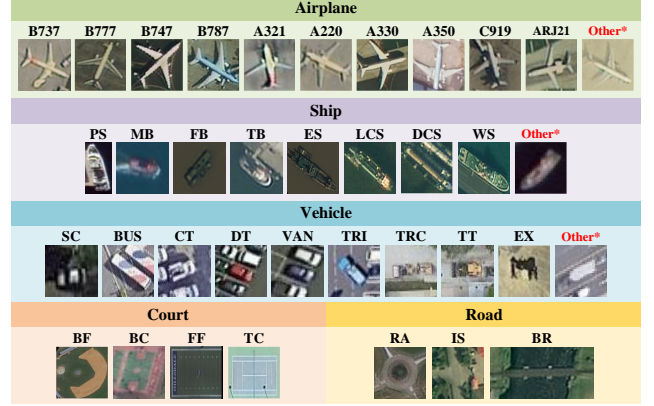 Airplane
B737 B777 B747 B787 A321 A220 A330 A350 C919 ARJ21 Other*
Ship
PS MB FB TB ES LCS DCS WS Other*
Vehicle
SC BUS CT DT VAN TRI TRC TT EX Other*
Court Road
BF BC FF TC RA IS BR